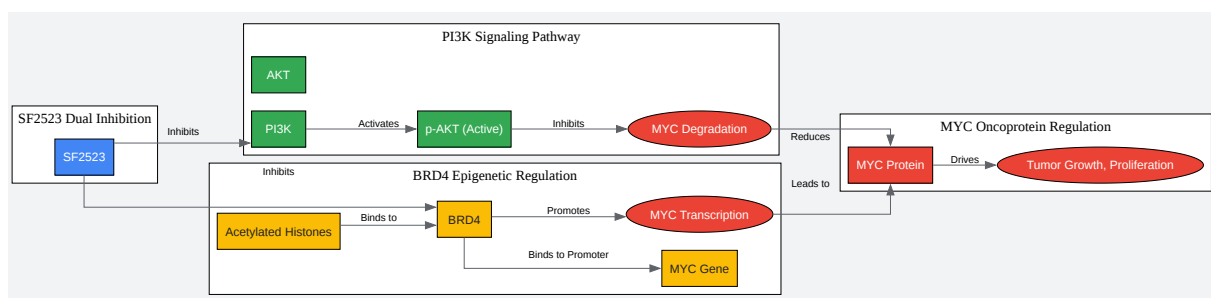 PI3K Signaling Pathway
AKT
SF2523 Dual Inhibition
SF2523
Inhibits
PI3K
Activates
p-AKT (Active)
Inhibits
MYC Degradation
Reduces
MYC Oncoprotein Regulation
MYC Protein
Drives
Tumor Growth, Proliferation
Inhibits
BRD4 Epigenetic Regulation
Leads to
Acetylated Histones
Binds to
BRD4
Promotes
MYC Transcription
Binds to Promoter
MYC Gene